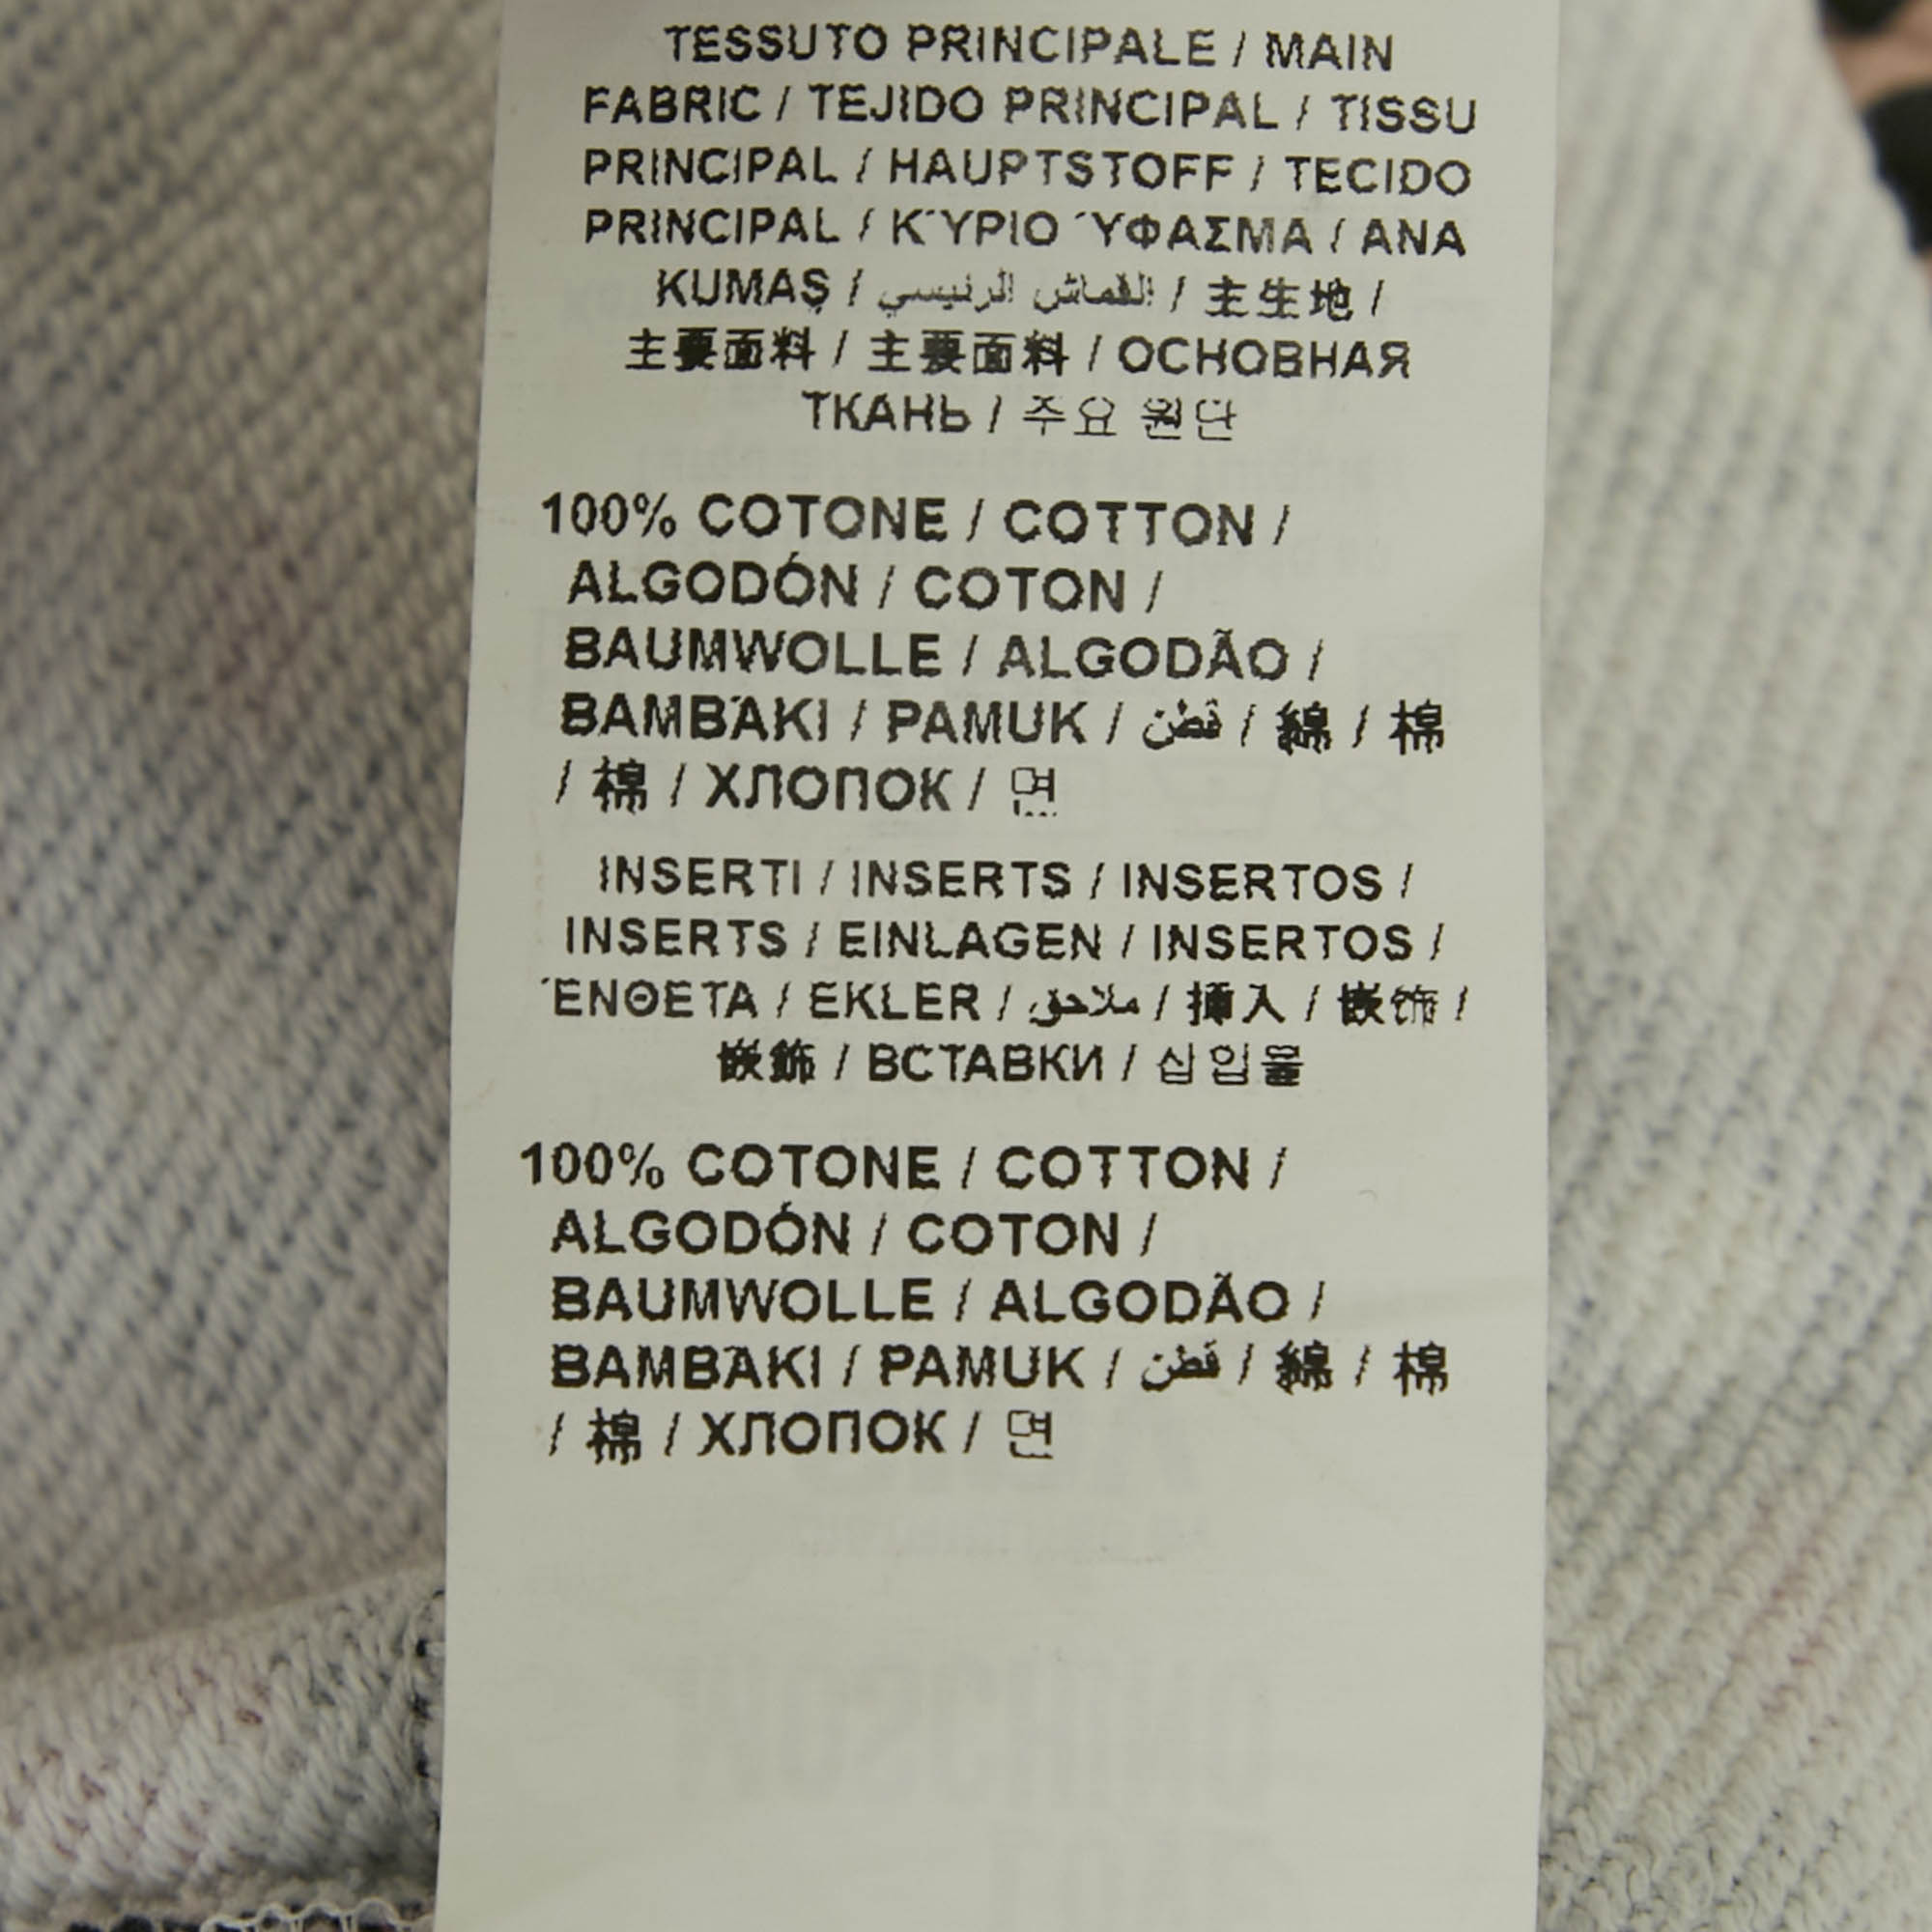 TESSUTO PRINCIPALE / MAIN
FABRIC / TEJIDO PRINCIPAL / TISSU
PRINCIPAL / HAUPTSTOFF / TECIDO
PRINCIPAL / Κ΄ΥΡΙΟ ΄ΥΦΑΣΜΑ / ANA
KUMAŞ / القماش الرئيسي / 主生地 /
主要面料 / 主要面料 / ОСНОВНАЯ
ТКАНЬ / 주요 원단
100% COTONE / COTTON /
ALGODÓN / COTON /
BAUMWOLLE / ALGODÃO /
ΒΑΜΒΆΚΙ / PAMUK / قطن / 綿 / 棉
/ 棉 / ХЛОПОК / 면
INSERTI / INSERTS / INSERTOS /
INSERTS / EINLAGEN / INSERTOS /
ΈΝΘΕΤΑ / EKLER / ملاحق / 挿入 / 嵌饰 /
嵌飾 / ВСТАВКИ / 삽입물
100% COTONE / COTTON /
ALGODÓN / COTON /
BAUMWOLLE / ALGODÃO /
ΒΑΜΒΆΚΙ / PAMUK / قطن / 綿 / 棉
/ 棉 / ХЛОПОК / 면